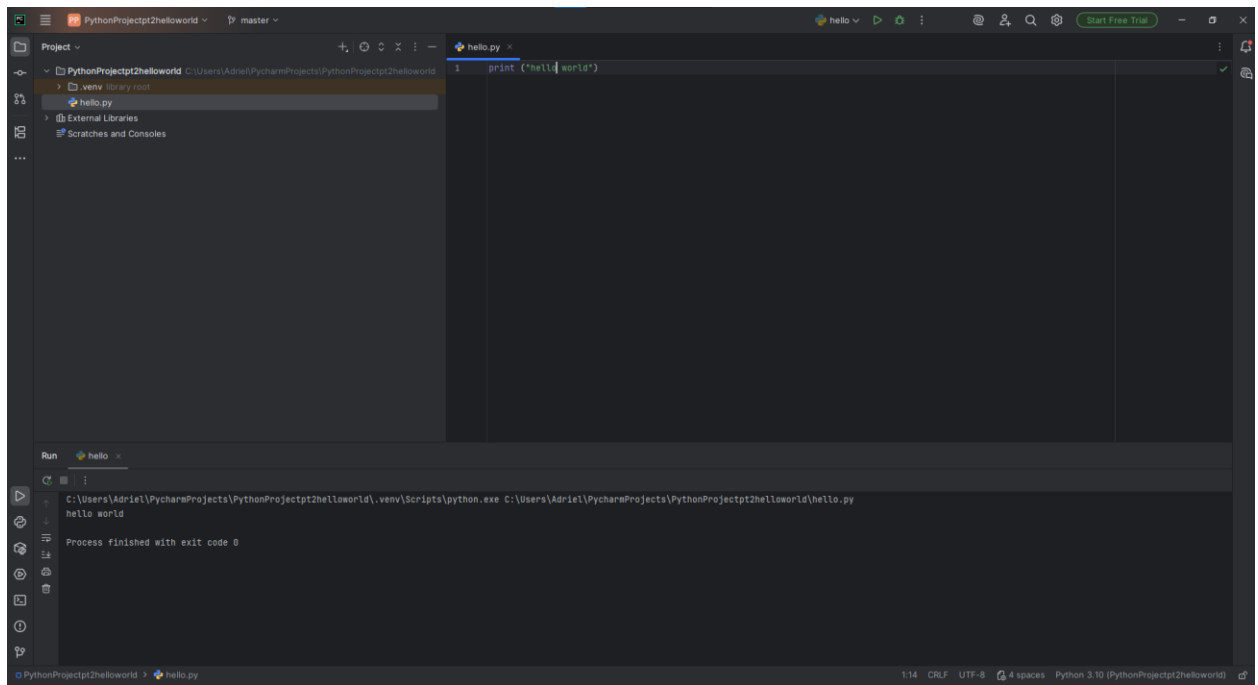 PC PP PythonProjectpt2helloworld master hello Start Free Trial
Project
hello.py
PythonProjectpt2helloworld C:\Users\Adriel\PycharmProjects\PythonProjectpt2helloworld
.venv library root
hello.py
External Libraries
Scratches and Consoles
1 print ("hello world")
Run hello
C:\Users\Adriel\PycharmProjects\PythonProjectpt2helloworld\.venv\Scripts\python.exe C:\Users\Adriel\PycharmProjects\PythonProjectpt2helloworld\hello.py
hello world
Process finished with exit code 0
PythonProjectpt2helloworld > hello.py 1:14 CRLF UTF-8 4 spaces Python 3.10 (PythonProjectpt2helloworld)